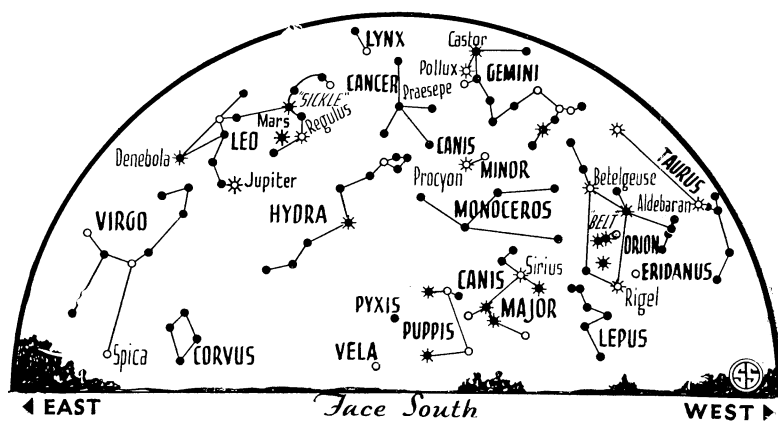 LYNX
Castor
Pollux
GEMINI
CANCER
Praesepe
"SICKLE"
Mars
Regulus
LEO
CANIS
MINOR
Denebola
Jupiter
Procyon
Betelgeuse
TAURUS
Aldebaran
HYDRA
MONOCEROS
VIRGO
"BELT"
ORION
CANIS
MAJOR
Sirius
ERIDANUS
Rigel
PYXIS
PUPPIS
LEPUS
Spica
CORVUS
VELA
SS
EAST
Face South
WEST